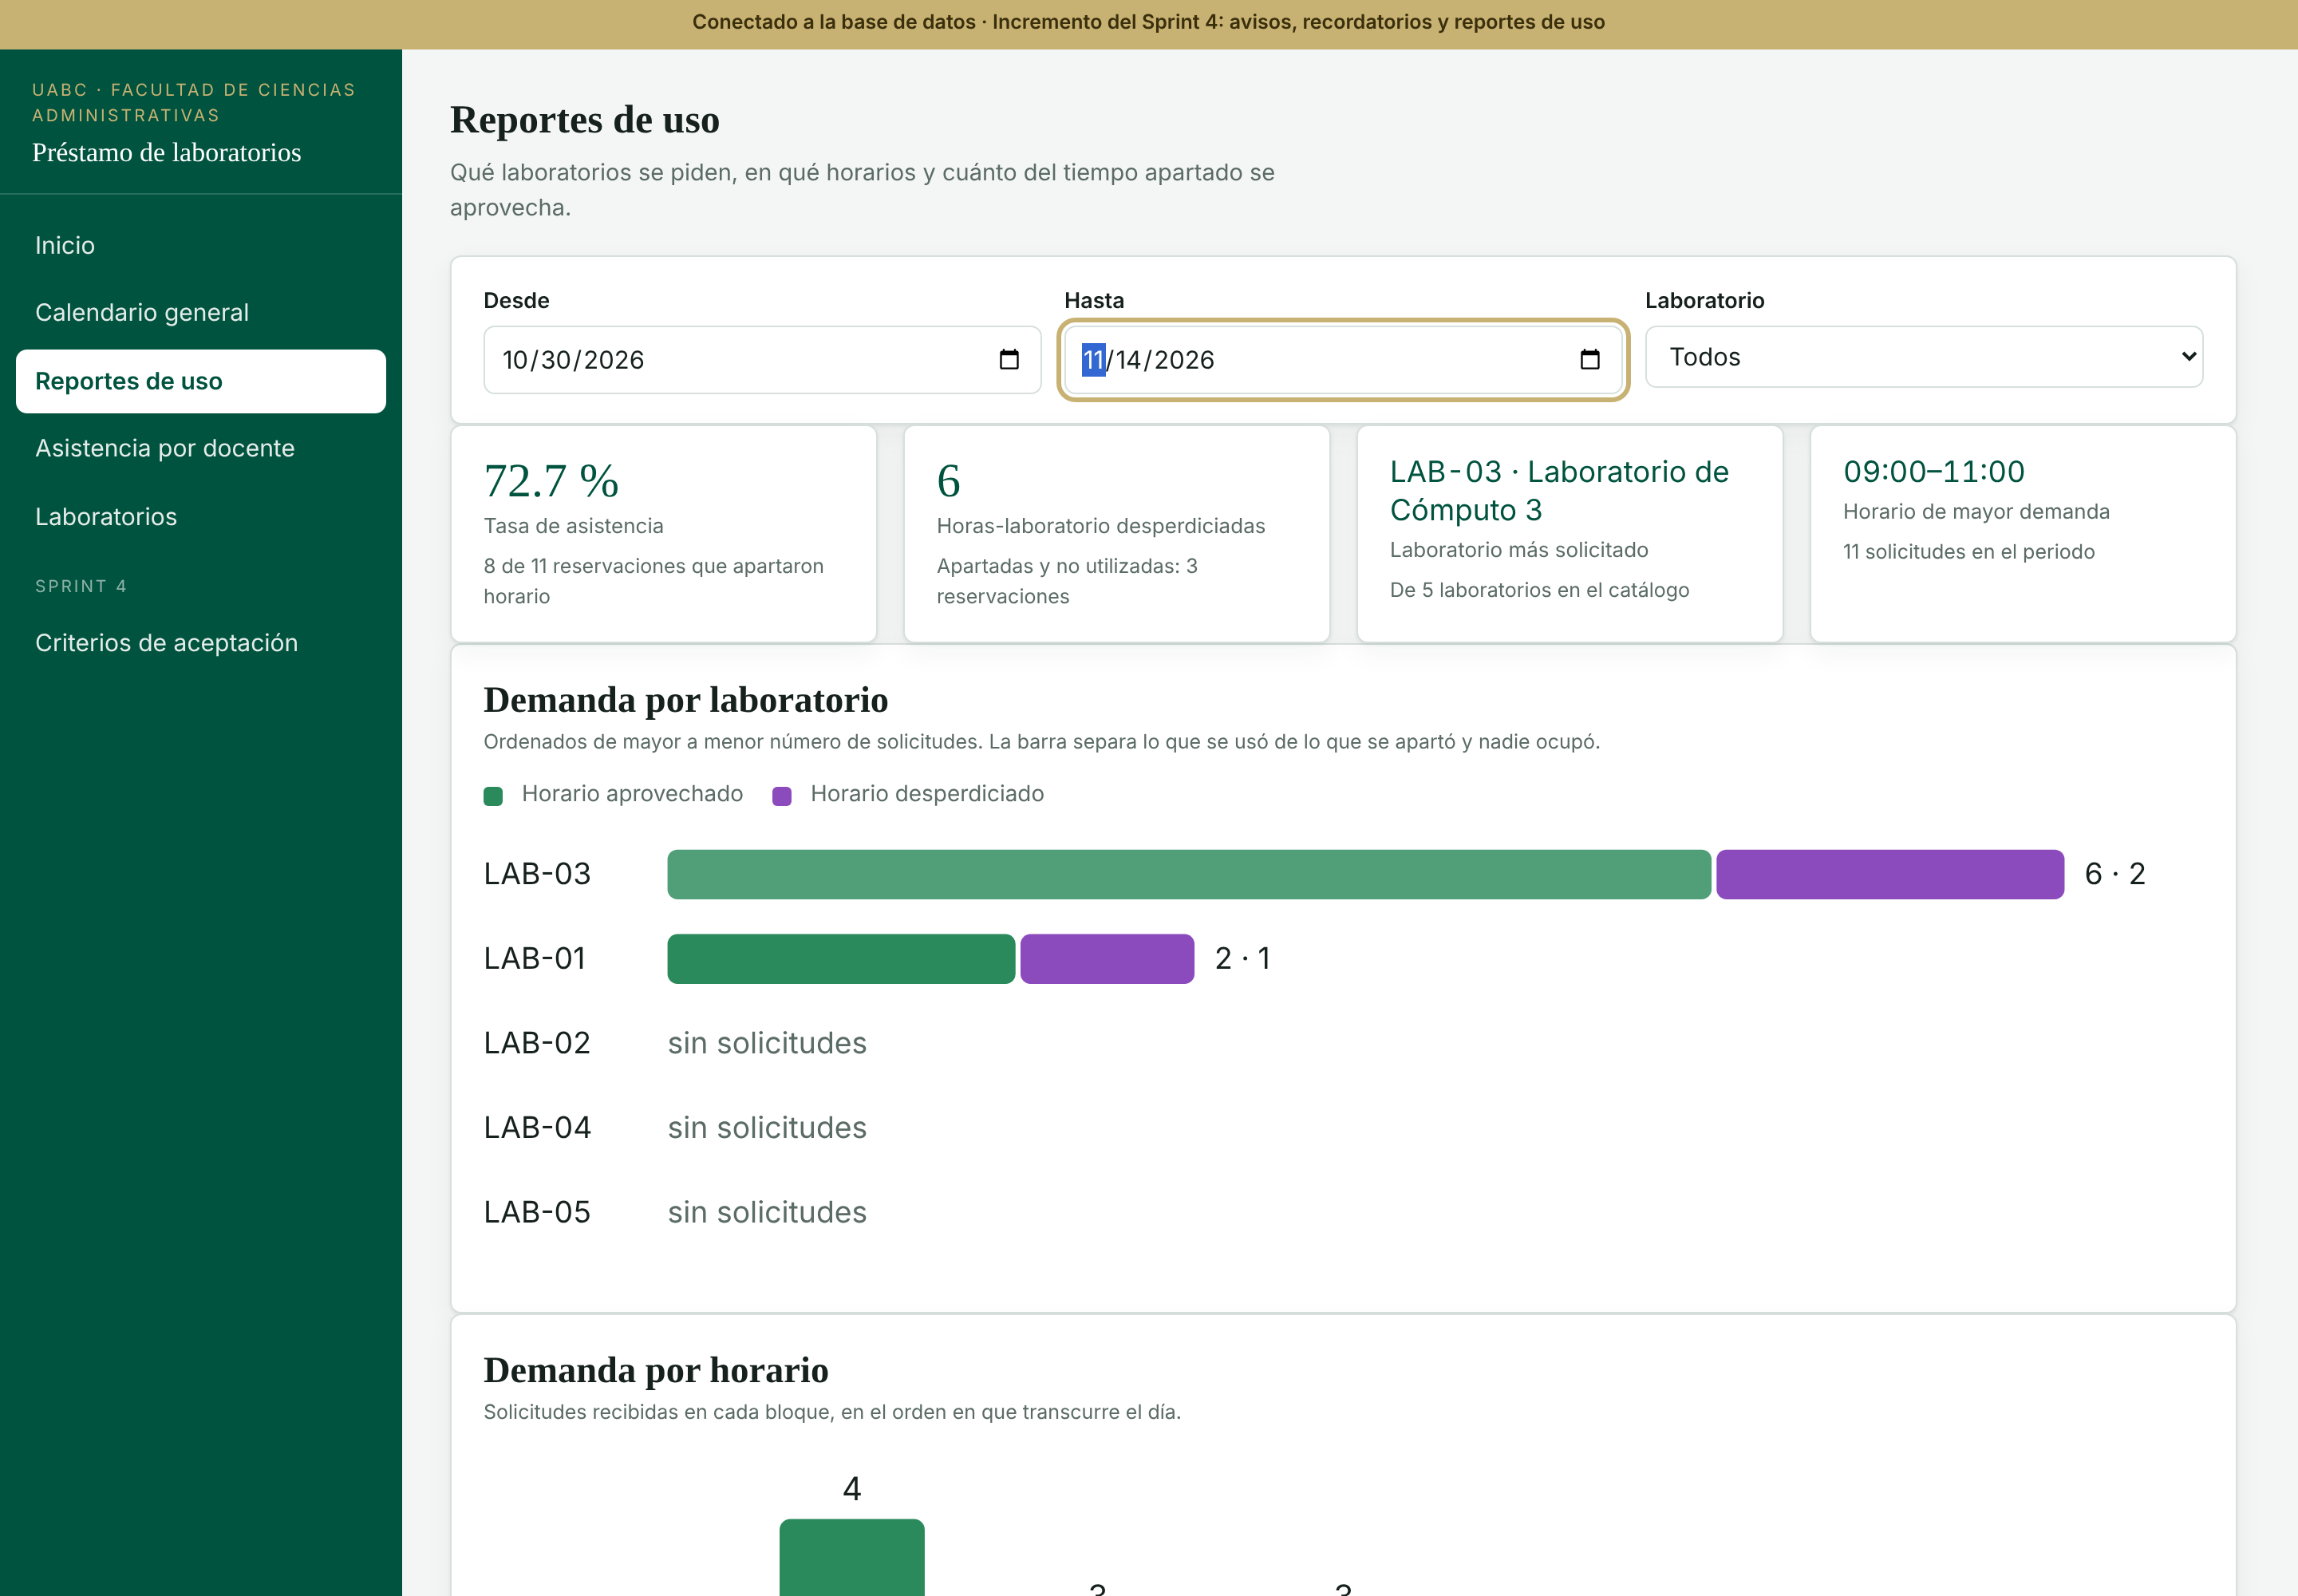 Conectado a la base de datos · Incremento del Sprint 4: avisos, recordatorios y reportes de uso
UABC · FACULTAD DE CIENCIAS
ADMINISTRATIVAS
Préstamo de laboratorios
Inicio
Calendario general
Reportes de uso
Asistencia por docente
Laboratorios
SPRINT 4
Criterios de aceptación
Reportes de uso
Qué laboratorios se piden, en qué horarios y cuánto del tiempo apartado se
aprovecha.
Desde
10/30/2026
Hasta
11/14/2026
Laboratorio
Todos
72.7 %
Tasa de asistencia
8 de 11 reservaciones que apartaron
horario
6
Horas-laboratorio desperdiciadas
Apartadas y no utilizadas: 3
reservaciones
LAB-03 · Laboratorio de
Cómputo 3
Laboratorio más solicitado
De 5 laboratorios en el catálogo
09:00–11:00
Horario de mayor demanda
11 solicitudes en el periodo
Demanda por laboratorio
Ordenados de mayor a menor número de solicitudes. La barra separa lo que se usó de lo que se apartó y nadie ocupó.
Horario aprovechado
Horario desperdiciado
LAB-03
6 · 2
LAB-01
2 · 1
LAB-02
sin solicitudes
LAB-04
sin solicitudes
LAB-05
sin solicitudes
Demanda por horario
Solicitudes recibidas en cada bloque, en el orden en que transcurre el día.
4
3
3